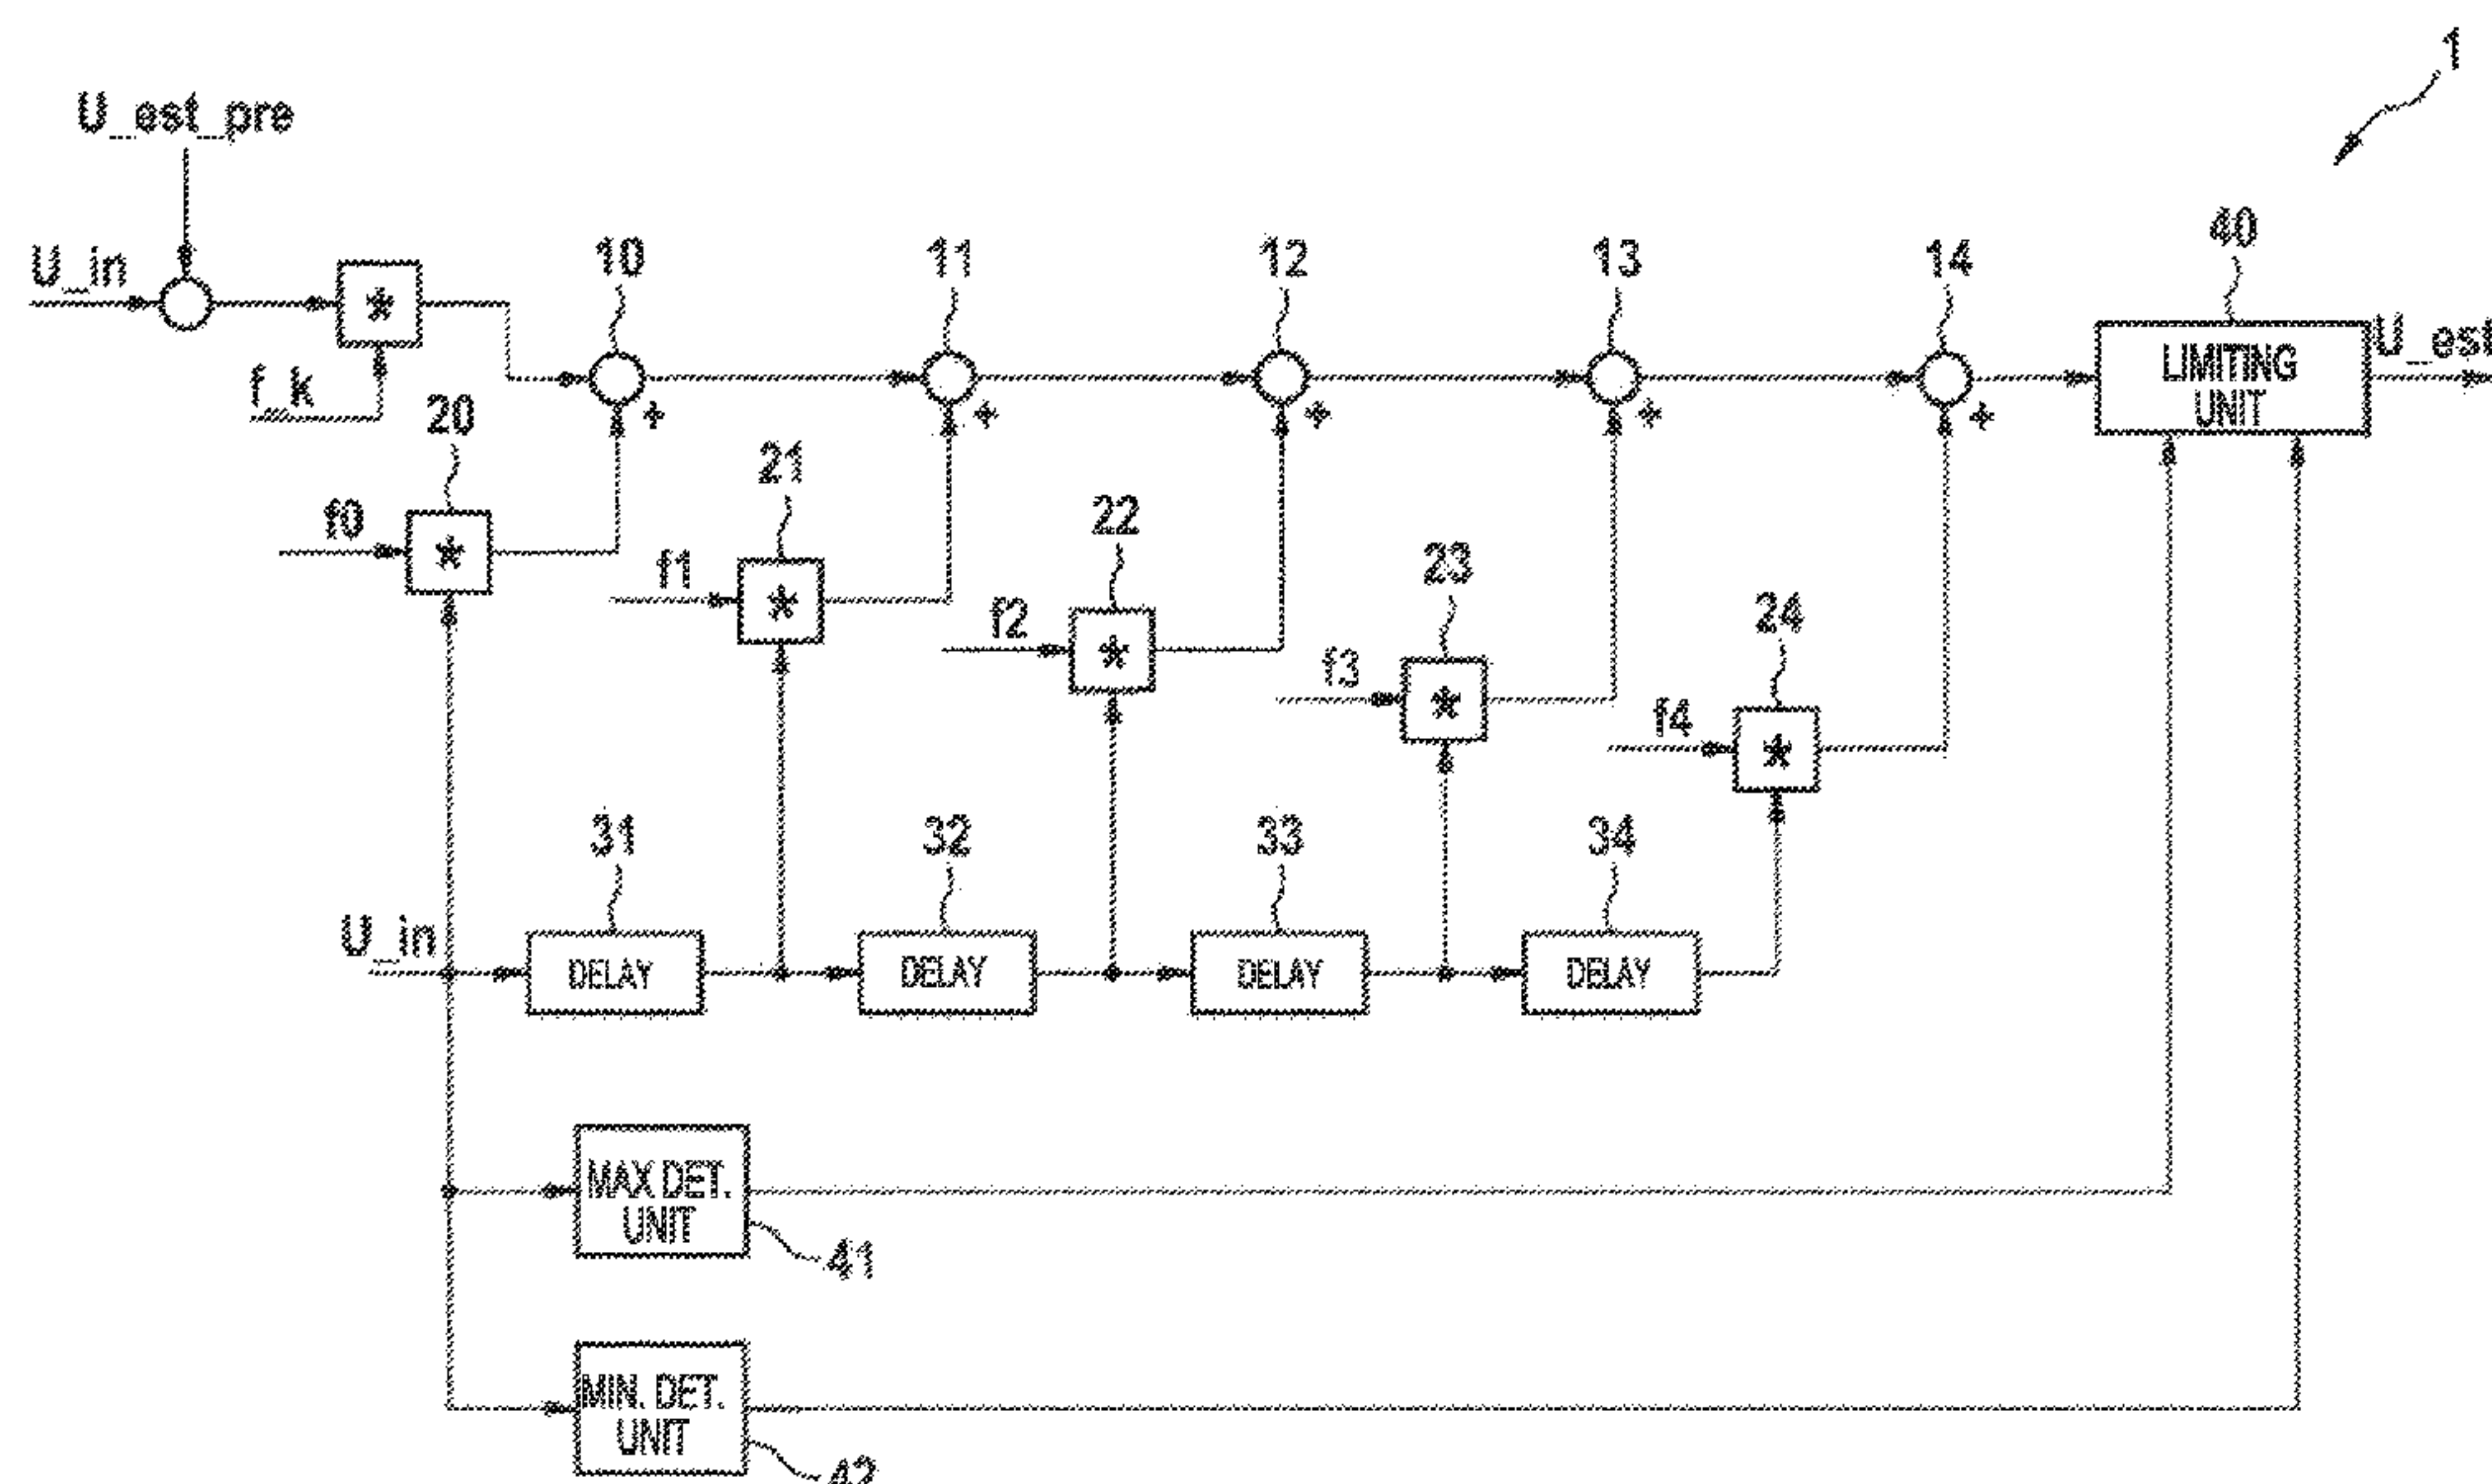 1
U_est_pre
U_in
10
11
12
13
14
40
*
LIMITING
UNIT
U_est
f_k
+
+
+
+
+
20
21
22
23
24
f0
*
f1
*
f2
*
f3
*
f4
*
31
32
33
34
U_in
DELAY
DELAY
DELAY
DELAY
MAX DET.
UNIT
41
MIN. DET.
UNIT
42